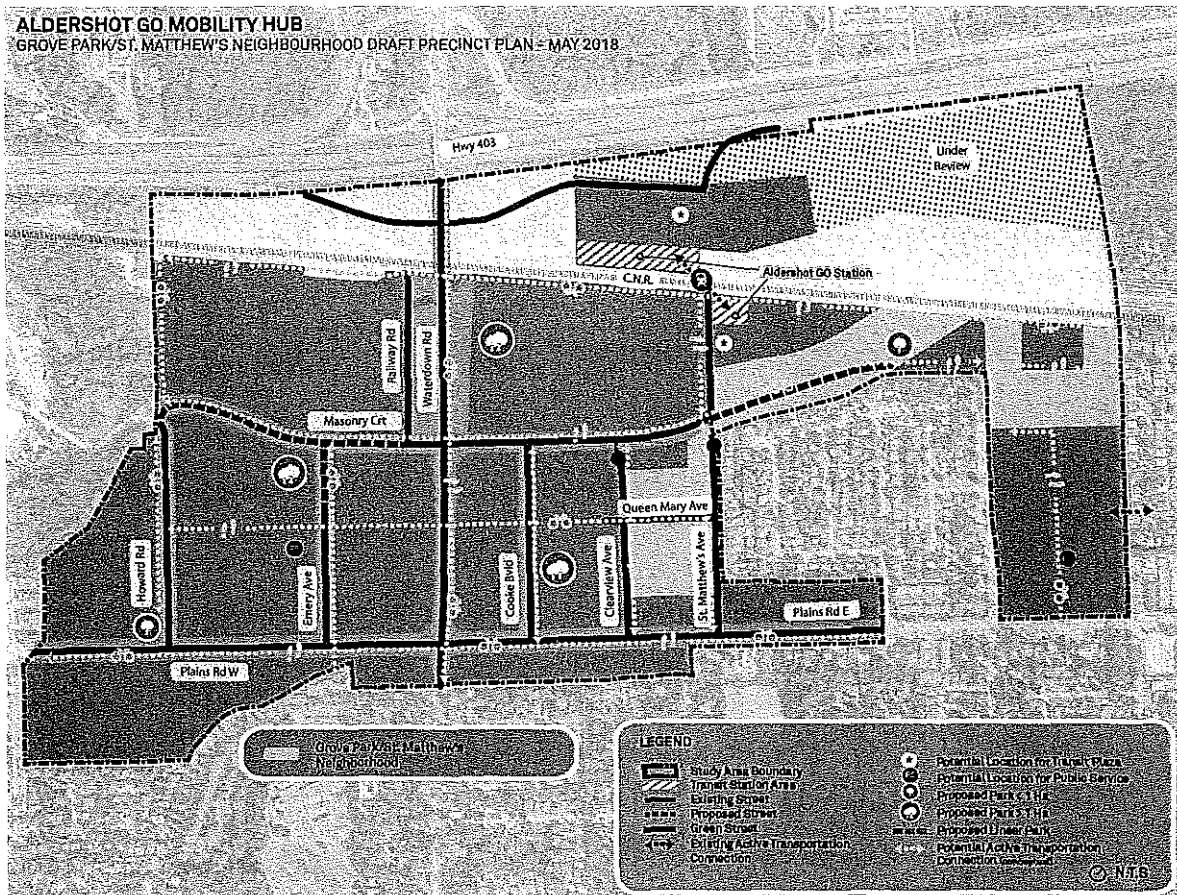 ALDERSHOT GO MOBILITY HUB
GROVE PARK/ST. MATTHEW'S NEIGHBOURHOOD DRAFT PRECINCT PLAN - MAY 2018
Hwy 403
Under
Review
Aldershot GO Station
C.N.R.
Railway Rd
Waterdown Rd
Masonry Crt
Queen Mary Ave
Howard Rd
Emery Ave
Cooke Blvd
Clearview Ave
St. Matthew's Ave
Plains Rd E
Plains Rd W
Grove Park/St. Matthew's
Neighborhood
LEGEND
Study Area Boundary
Transit Station Area
Existing Street
Proposed Street
Green Street
Existing Active Transportation
Connection
Potential Location for Transit Plaza
Potential Location for Public Service
Proposed Park < 1 Ha
Proposed Park > 1 Ha
Proposed Linear Park
Potential Active Transportation
Connection
N.T.S